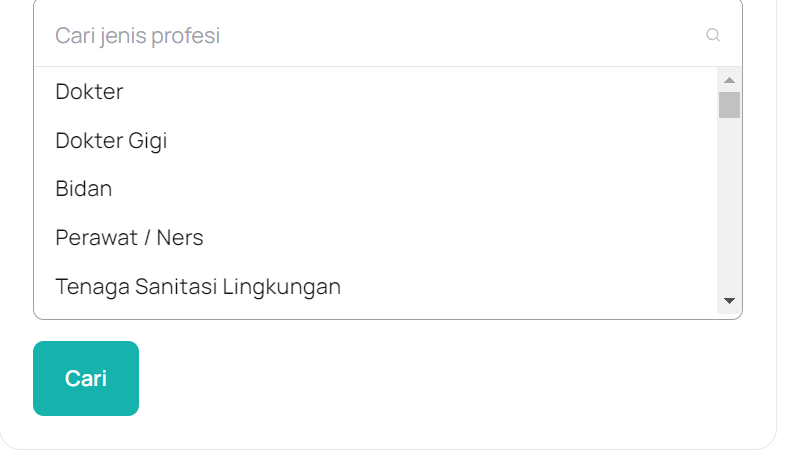 Cari jenis profesi
Dokter
Dokter Gigi
Bidan
Perawat / Ners
Tenaga Sanitasi Lingkungan
Cari